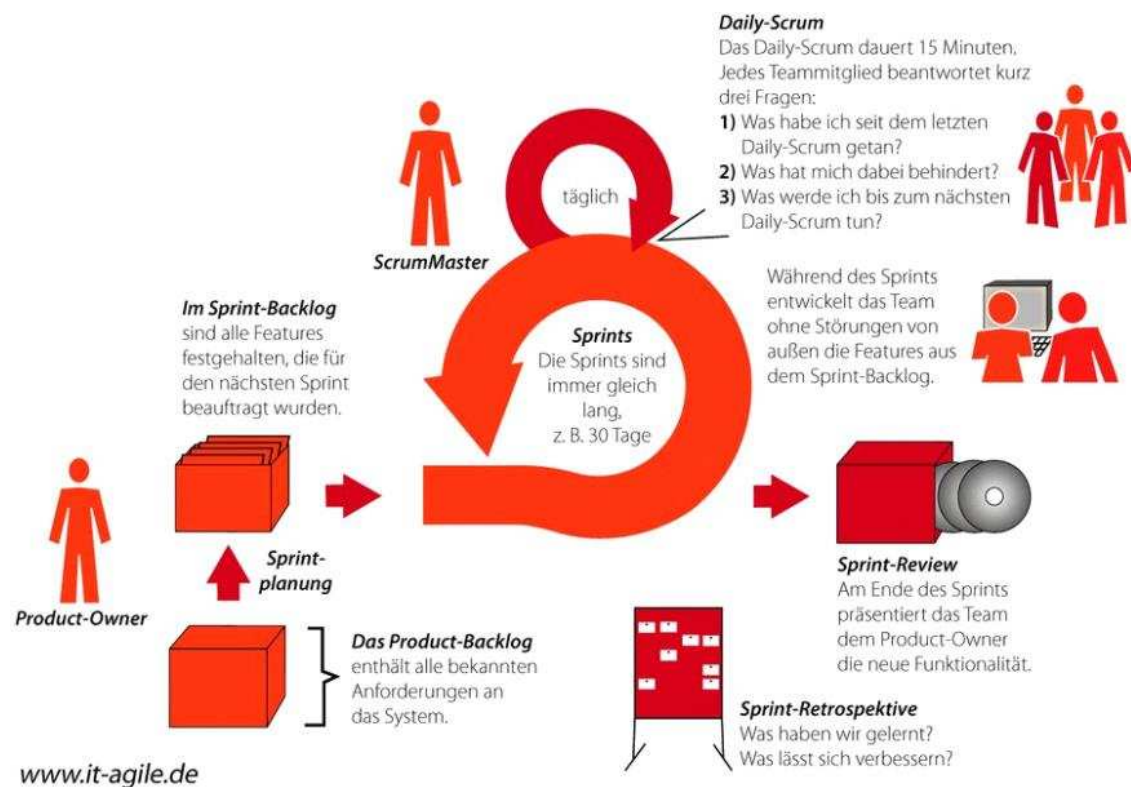 Daily-Scrum
Das Daily-Scrum dauert 15 Minuten.
Jedes Teammitglied beantwortet kurz
drei Fragen:
1) Was habe ich seit dem letzten
Daily-Scrum getan?
2) Was hat mich dabei behindert?
3) Was werde ich bis zum nächsten
Daily-Scrum tun?
täglich
ScrumMaster
Während des Sprints
entwickelt das Team
ohne Störungen von
außen die Features aus
dem Sprint-Backlog.
Im Sprint-Backlog
sind alle Features
festgehalten, die für
den nächsten Sprint
beauftragt wurden.
Sprints
Die Sprints sind
immer gleich
lang,
z. B. 30 Tage
Product-Owner
Sprint-
planung
Das Product-Backlog
enthält alle bekannten
Anforderungen an
das System.
Sprint-Review
Am Ende des Sprints
präsentiert das Team
dem Product-Owner
die neue Funktionalität.
Sprint-Retrospektive
Was haben wir gelernt?
Was lässt sich verbessern?
www.it-agile.de